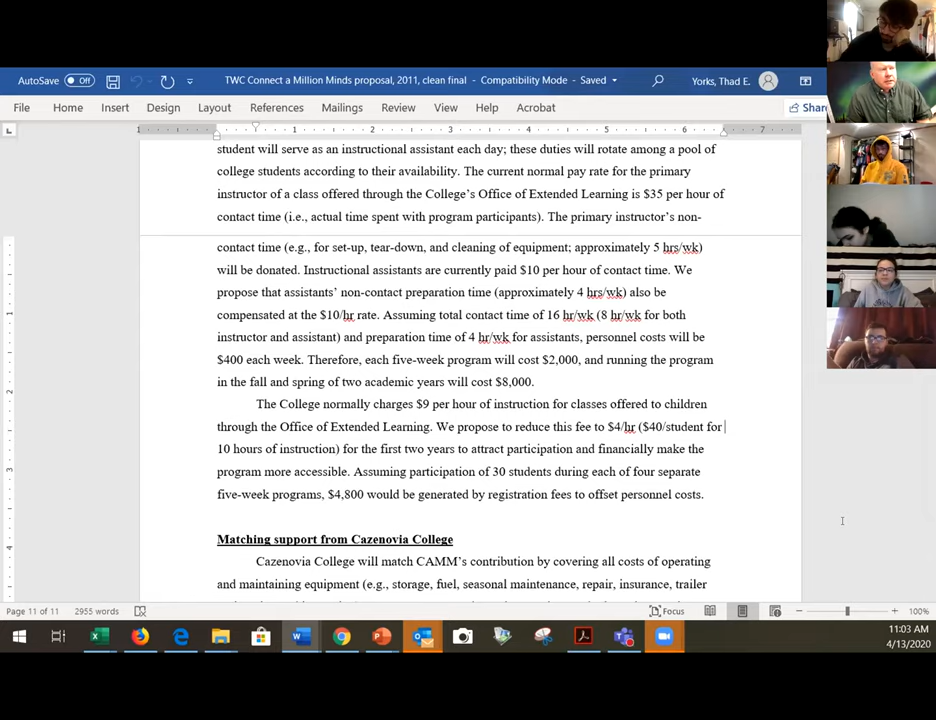 AutoSave Off TWC Connect a Million Minds proposal, 2011, clean final - Compatibility Mode - Saved Yorks, Thad E.
File Home Insert Design Layout References Mailings Review View Help Acrobat Shar
1 1 2 3 4 5 6 7
student will serve as an instructional assistant each day; these duties will rotate among a pool of
college students according to their availability. The current normal pay rate for the primary
instructor of a class offered through the College's Office of Extended Learning is $35 per hour of
contact time (i.e., actual time spent with program participants). The primary instructor's non-
contact time (e.g., for set-up, tear-down, and cleaning of equipment; approximately 5 hrs/wk)
will be donated. Instructional assistants are currently paid $10 per hour of contact time. We
propose that assistants' non-contact preparation time (approximately 4 hrs/wk) also be
compensated at the $10/hr rate. Assuming total contact time of 16 hr/wk (8 hr/wk for both
instructor and assistant) and preparation time of 4 hr/wk for assistants, personnel costs will be
$400 each week. Therefore, each five-week program will cost $2,000, and running the program
in the fall and spring of two academic years will cost $8,000.
The College normally charges $9 per hour of instruction for classes offered to children
through the Office of Extended Learning. We propose to reduce this fee to $4/hr ($40/student for
10 hours of instruction) for the first two years to attract participation and financially make the
program more accessible. Assuming participation of 30 students during each of four separate
five-week programs, $4,800 would be generated by registration fees to offset personnel costs.
Matching support from Cazenovia College
Cazenovia College will match CAMM's contribution by covering all costs of operating
and maintaining equipment (e.g., storage, fuel, seasonal maintenance, repair, insurance, trailer
Page 11 of 11 2955 words Focus 100%
11:03 AM
4/13/2020